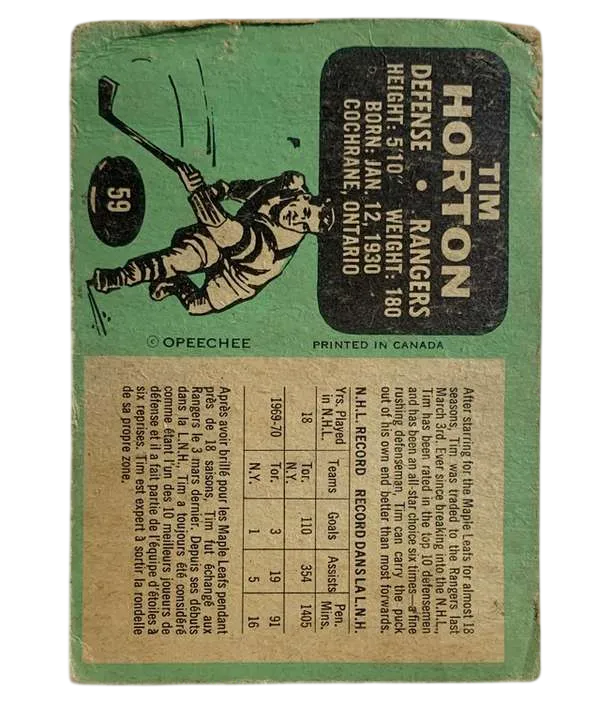 TIM
HORTON
DEFENSE • RANGERS
HEIGHT: 5'10" WEIGHT: 180
BORN: JAN. 12, 1930
COCHRANE, ONTARIO
59
© OPEECHEE
PRINTED IN CANADA
After starring for the Maple Leafs for almost 18
seasons, Tim was traded to the Rangers last
March 3rd. Ever since breaking into the N.H.L.,
Tim has been rated in the top 10 defensemen
and has been an all-star choice six times—a fine
rushing defenseman, Tim can carry the puck
out of his own end better than most forwards.
N.H.L. RECORD RECORD DANS LA L.N.H.
Yrs. Played Teams Goals Assists Pen.
in N.H.L. Mins.
18 Tor. 110 354 1405
N.Y.
1969-70 Tor. 3 19 91
N.Y. 1 5 16
Après avoir brillé pour les Maple Leafs pendant
près de 18 saisons, Tim fut échangé aux
Rangers le 3 mars dernier. Depuis ses débuts
dans la L.N.H., Tim a toujours été considéré
comme étant l'un des 10 meilleurs joueurs de
défense et il a fait partie de l'équipe d'étoiles à
six reprises. Tim est expert à sortir la rondelle
de sa propre zone.